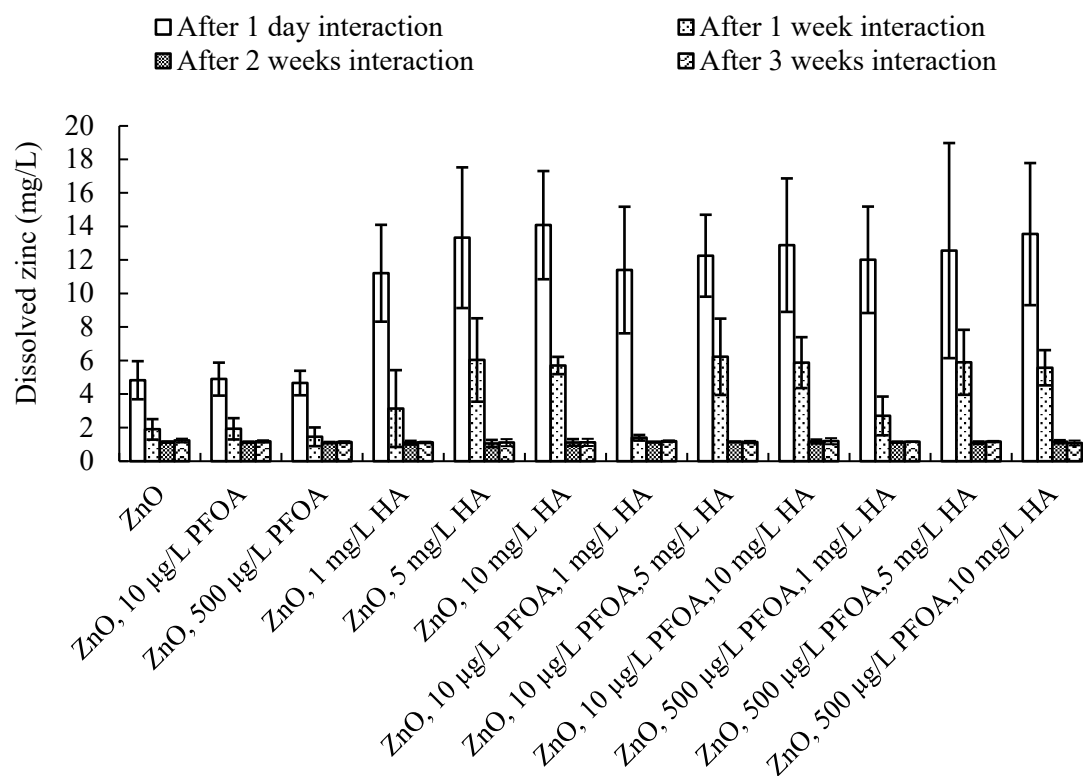 After 1 day interaction
After 1 week interaction
After 2 weeks interaction
After 3 weeks interaction
Dissolved zinc (mg/L)
20
18
16
14
12
10
8
6
4
2
0
ZnO
ZnO, 10 µg/L PFOA
ZnO, 500 µg/L PFOA
ZnO, 1 mg/L HA
ZnO, 5 mg/L HA
ZnO, 10 mg/L HA
ZnO, 10 µg/L PFOA,1 mg/L HA
ZnO, 10 µg/L PFOA,5 mg/L HA
ZnO, 10 µg/L PFOA,10 mg/L HA
ZnO, 500 µg/L PFOA,1 mg/L HA
ZnO, 500 µg/L PFOA,5 mg/L HA
ZnO, 500 µg/L PFOA,10 mg/L HA